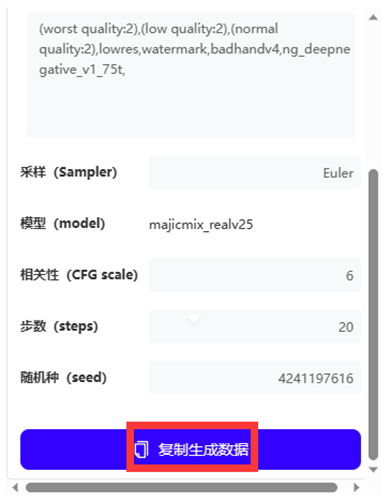 (worst quality:2),(low quality:2),(normal
quality:2),lowres,watermark,badhandv4,ng_deepne
gative_v1_75t,
采样（Sampler） Euler
模型（model） majicmix_realv25
相关性（CFG scale） 6
步数（steps） 20
随机种（seed） 4241197616
复制生成数据